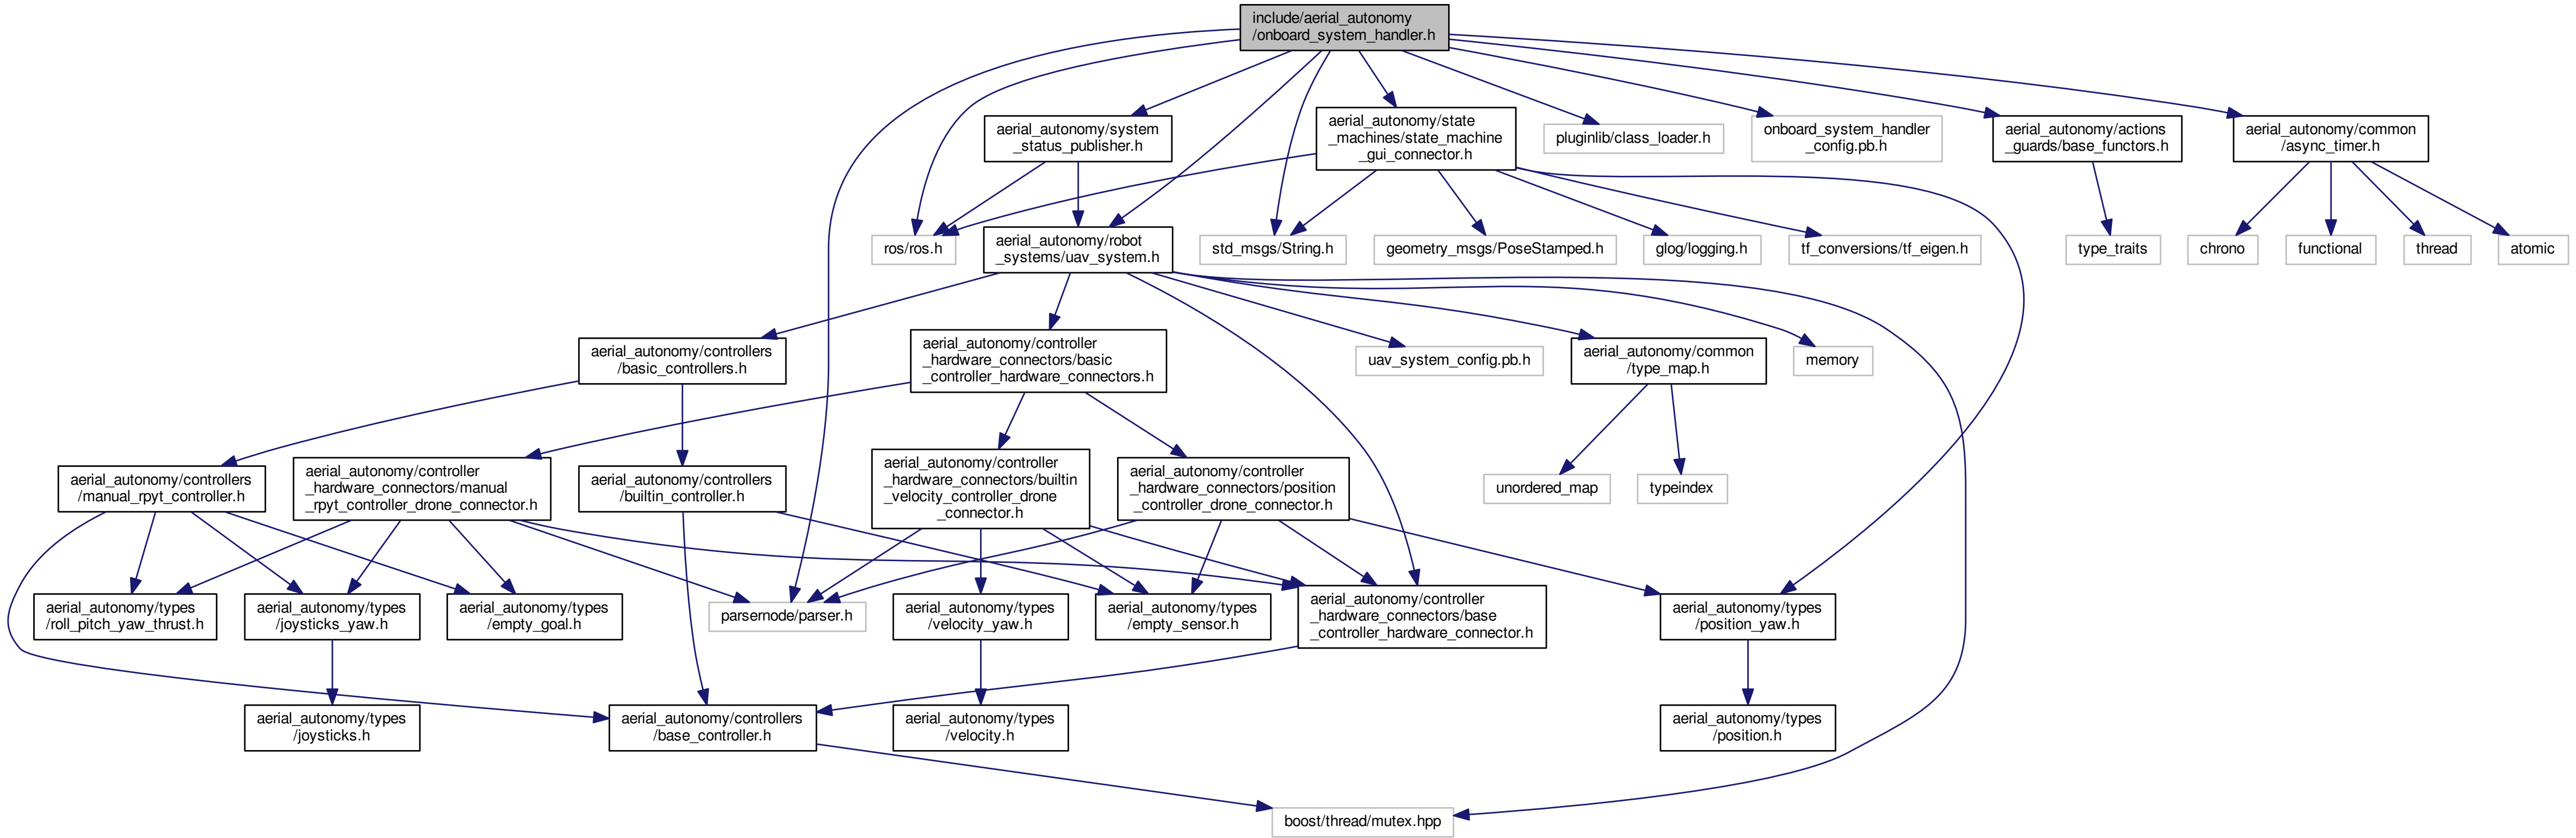 include/aerial_autonomy
/onboard_system_handler.h
aerial_autonomy/system
_status_publisher.h
aerial_autonomy/state
_machines/state_machine
_gui_connector.h
pluginlib/class_loader.h
onboard_system_handler
_config.pb.h
aerial_autonomy/actions
_guards/base_functors.h
aerial_autonomy/common
/async_timer.h
ros/ros.h
aerial_autonomy/robot
_systems/uav_system.h
std_msgs/String.h
geometry_msgs/PoseStamped.h
glog/logging.h
tf_conversions/tf_eigen.h
type_traits
chrono
functional
thread
atomic
aerial_autonomy/controllers
/basic_controllers.h
aerial_autonomy/controller
_hardware_connectors/basic
_controller_hardware_connectors.h
uav_system_config.pb.h
aerial_autonomy/common
/type_map.h
memory
aerial_autonomy/controllers
/manual_rpyt_controller.h
aerial_autonomy/controller
_hardware_connectors/manual
_rpyt_controller_drone_connector.h
aerial_autonomy/controllers
/builtin_controller.h
aerial_autonomy/controller
_hardware_connectors/builtin
_velocity_controller_drone
_connector.h
aerial_autonomy/controller
_hardware_connectors/position
_controller_drone_connector.h
unordered_map
typeindex
aerial_autonomy/types
/roll_pitch_yaw_thrust.h
aerial_autonomy/types
/joysticks_yaw.h
aerial_autonomy/types
/empty_goal.h
parsernode/parser.h
aerial_autonomy/types
/velocity_yaw.h
aerial_autonomy/types
/empty_sensor.h
aerial_autonomy/controller
_hardware_connectors/base
_controller_hardware_connector.h
aerial_autonomy/types
/position_yaw.h
aerial_autonomy/types
/joysticks.h
aerial_autonomy/controllers
/base_controller.h
aerial_autonomy/types
/velocity.h
aerial_autonomy/types
/position.h
boost/thread/mutex.hpp